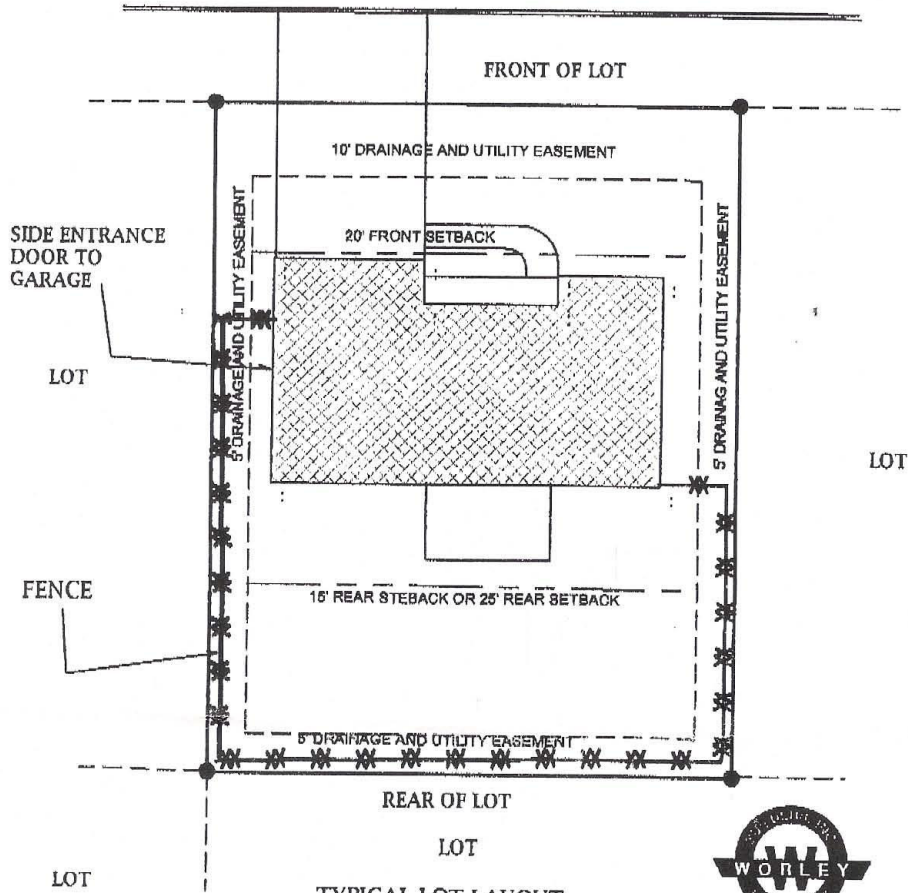 FRONT OF LOT
10' DRAINAGE AND UTILITY EASEMENT
5' DRAINAGE AND UTILITY EASEMENT
20' FRONT SETBACK
5' DRAINAG AND UTILITY EASEMENT
SIDE ENTRANCE
DOOR TO
GARAGE
LOT
LOT
FENCE
15' REAR STEBACK OR 25' REAR SETBACK
5' DRAINAGE AND UTILITY EASEMENT
REAR OF LOT
LOT
LOT
TYPICAL LOT LAYOUT
WORLEY